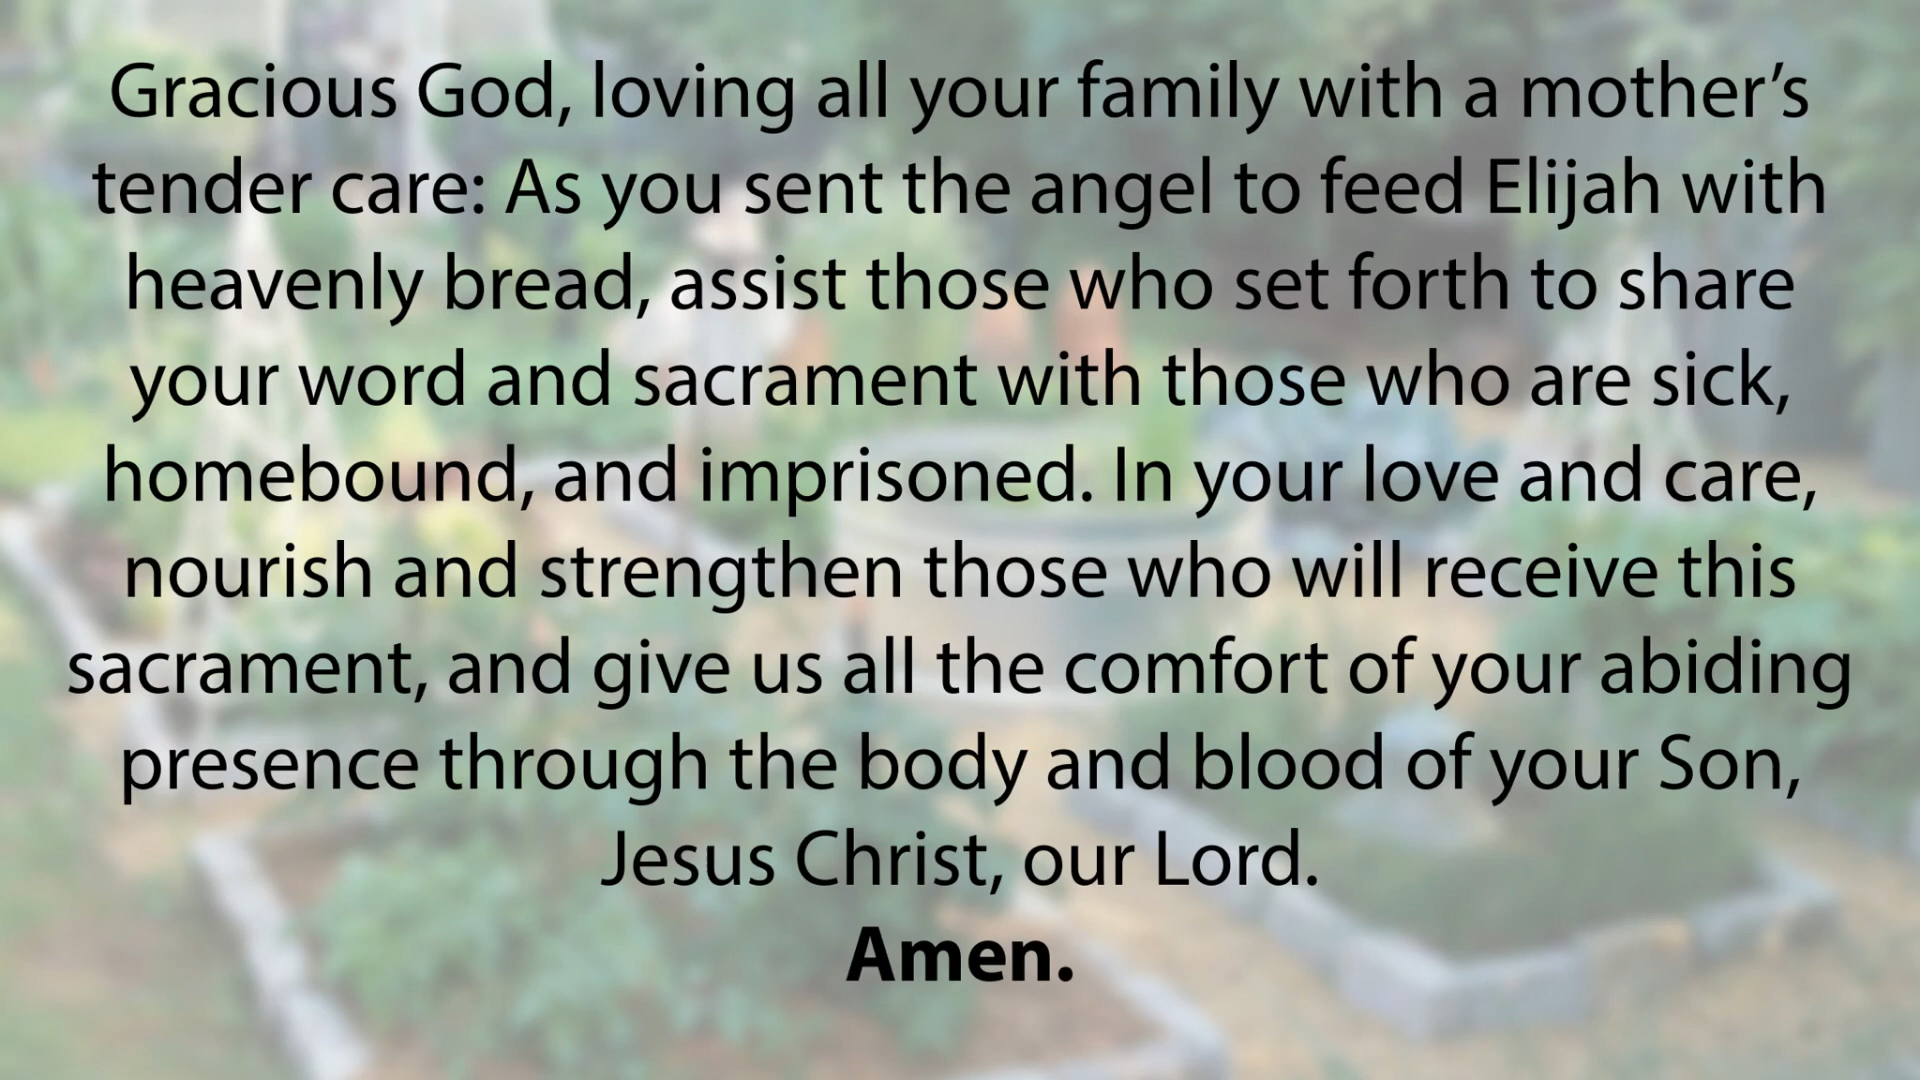 Gracious God, loving all your family with a mother’s
tender care: As you sent the angel to feed Elijah with
heavenly bread, assist those who set forth to share
your word and sacrament with those who are sick,
homebound, and imprisoned. In your love and care,
nourish and strengthen those who will receive this
sacrament, and give us all the comfort of your abiding
presence through the body and blood of your Son,
Jesus Christ, our Lord.
Amen.